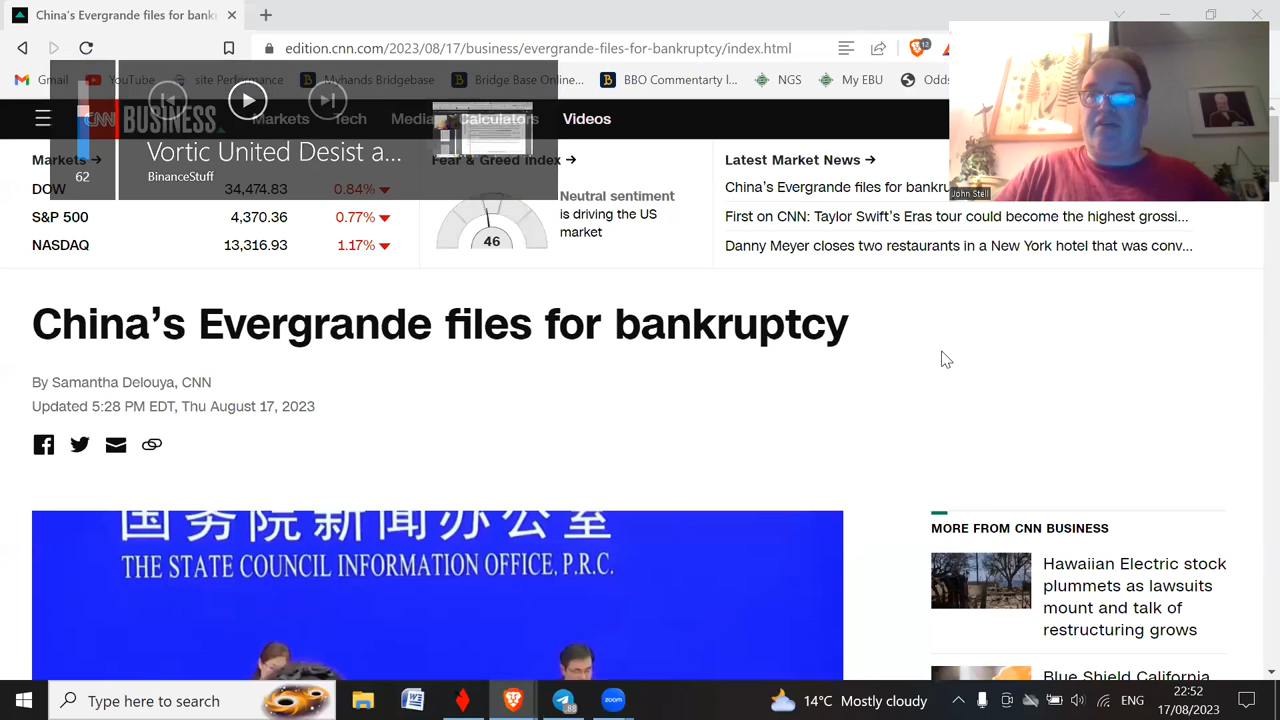 China's Evergrande files for bank
edition.cnn.com/2023/08/17/business/evergrande-files-for-bankruptcy/index.html
12
Gmail
YouTube
site Performance
Myhands Bridgebase
Bridge Base Online...
BBO Commentary l...
NGS
My EBU
Odds
CNN BUSINESS
Markets
Tech
Media
Calculators
Videos
Vortic United Desist a...
BinanceStuff
62
Markets
DOW 34,474.83 0.84%
S&P 500 4,370.36 0.77%
NASDAQ 13,316.93 1.17%
Fear & Greed Index
46
Neutral sentiment
is driving the US
market
Latest Market News
China's Evergrande files for bankru
First on CNN: Taylor Swift's Eras tour could become the highest grossi...
Danny Meyer closes two restaurants in a New York hotel that was conv...
John Stell
China's Evergrande files for bankruptcy
By Samantha Delouya, CNN
Updated 5:28 PM EDT, Thu August 17, 2023
国务院新闻办公室
THE STATE COUNCIL INFORMATION OFFICE, P.R.C.
MORE FROM CNN BUSINESS
Hawaiian Electric stock
plummets as lawsuits
mount and talk of
restructuring grows
Blue Shield California
Type here to search
zoom
14°C Mostly cloudy
ENG
22:52
17/08/2023